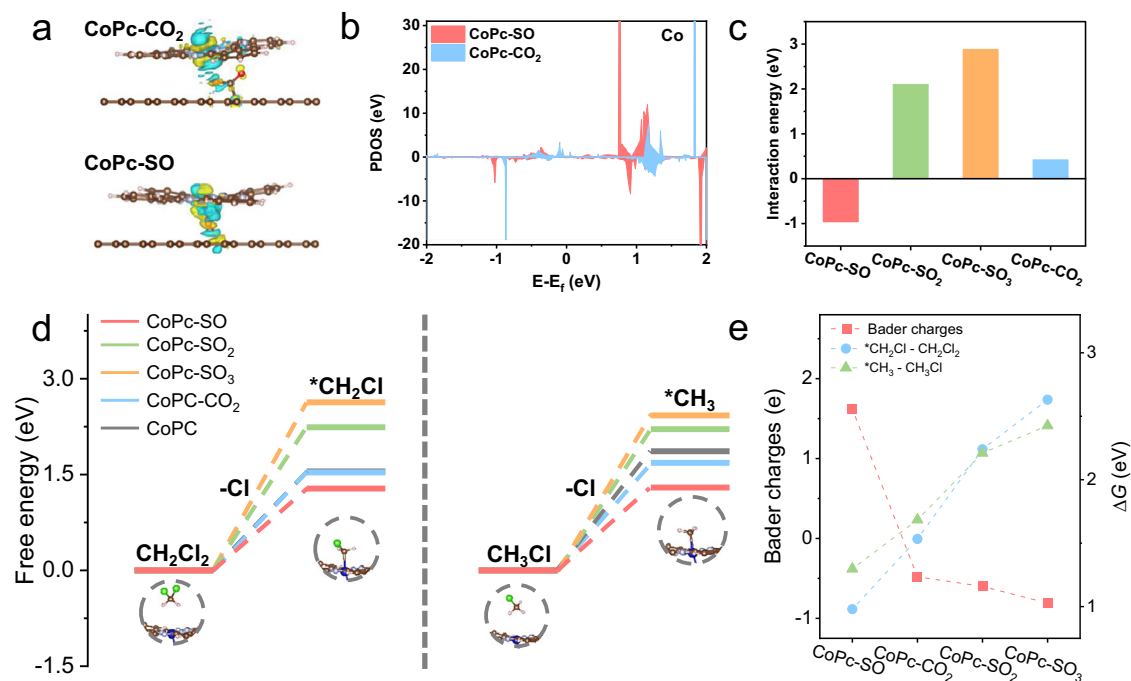 a
CoPc-CO₂
CoPc-SO
b
CoPc-SO
CoPc-CO₂
Co
30
20
10
0
-10
-20
PDOS (eV)
-2
-1
0
1
2
E-Ef (eV)
c
3
2
1
0
-1
Interaction energy (eV)
CoPc-SO
CoPc-SO₂
CoPc-SO₃
CoPc-CO₂
d
CoPc-SO
CoPc-SO₂
CoPc-SO₃
CoPC-CO₂
CoPC
3.0
1.5
0.0
-1.5
Free energy (eV)
*CH₂Cl
-Cl
CH₂Cl₂
*CH₃
-Cl
CH₃Cl
e
Bader charges
*CH₂Cl - CH₂Cl₂
*CH₃ - CH₃Cl
2
1
0
-1
Bader charges (e)
3
2
1
ΔG (eV)
CoPc-SO
CoPc-CO₂
CoPc-SO₂
CoPc-SO₃